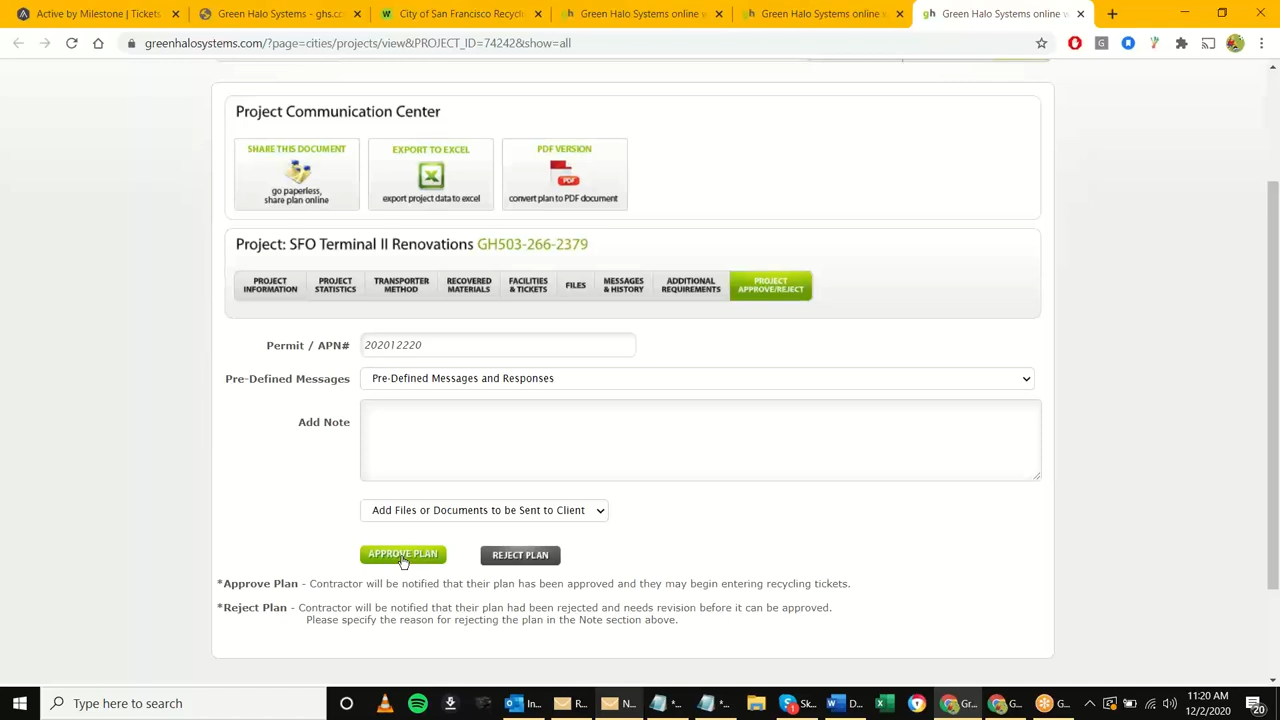 Active by Milestone | Tickets
Green Halo Systems - ghs.c
City of San Francisco Recycl
Green Halo Systems online
Green Halo Systems online
Green Halo Systems online
greenhalosystems.com/?page=cities/projects/view&PROJECT_ID=74242&show=all
Project Communication Center
SHARE THIS DOCUMENT
go paperless,
share plan online
EXPORT TO EXCEL
export project data to excel
PDF VERSION
PDF
convert plan to PDF document
Project: SFO Terminal II Renovations GH503-266-2379
PROJECT
INFORMATION
PROJECT
STATISTICS
TRANSPORTER
METHOD
RECOVERED
MATERIALS
FACILITIES
& TICKETS
FILES
MESSAGES
& HISTORY
ADDITIONAL
REQUIREMENTS
PROJECT
APPROVE/REJECT
Permit / APN# 202012220
Pre-Defined Messages Pre-Defined Messages and Responses
Add Note
Add Files or Documents to be Sent to Client
APPROVE PLAN REJECT PLAN
*Approve Plan - Contractor will be notified that their plan has been approved and they may begin entering recycling tickets.
*Reject Plan - Contractor will be notified that their plan had been rejected and needs revision before it can be approved.
Please specify the reason for rejecting the plan in the Note section above.
Type here to search
In...
R...
N...
Sk...
D...
Gr...
G...
G...
11:20 AM
12/2/2020
20